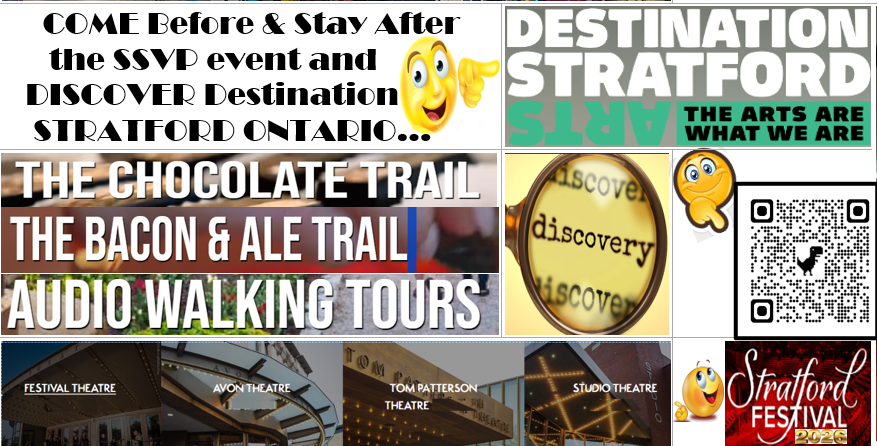 COME Before & Stay After
the SSVP event and
DISCOVER Destination
STRATFORD ONTARIO...
DESTINATION
STRATFORD
ARTS
THE ARTS ARE
WHAT WE ARE
THE CHOCOLATE TRAIL
THE BACON & ALE TRAIL
AUDIO WALKING TOURS
discover
discovery
discover
FESTIVAL THEATRE
AVON THEATRE
TOM PATTERSON
THEATRE
STUDIO THEATRE
Stratford
FESTIVAL
2026